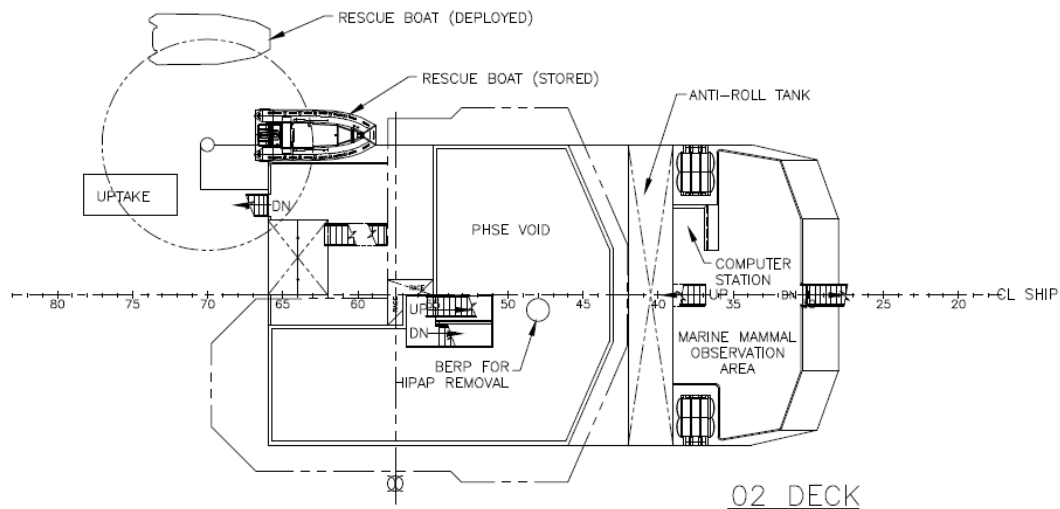 RESCUE BOAT (DEPLOYED)
RESCUE BOAT (STORED)
ANTI-ROLL TANK
UPTAKE
DN
PHSE VOID
COMPUTER
STATION
80
75
70
65
UP
DN
50
45
40
UP
35
DN
25
20
CL SHIP
BERP FOR
HIPAP REMOVAL
MARINE MAMMAL
OBSERVATION
AREA
02 DECK